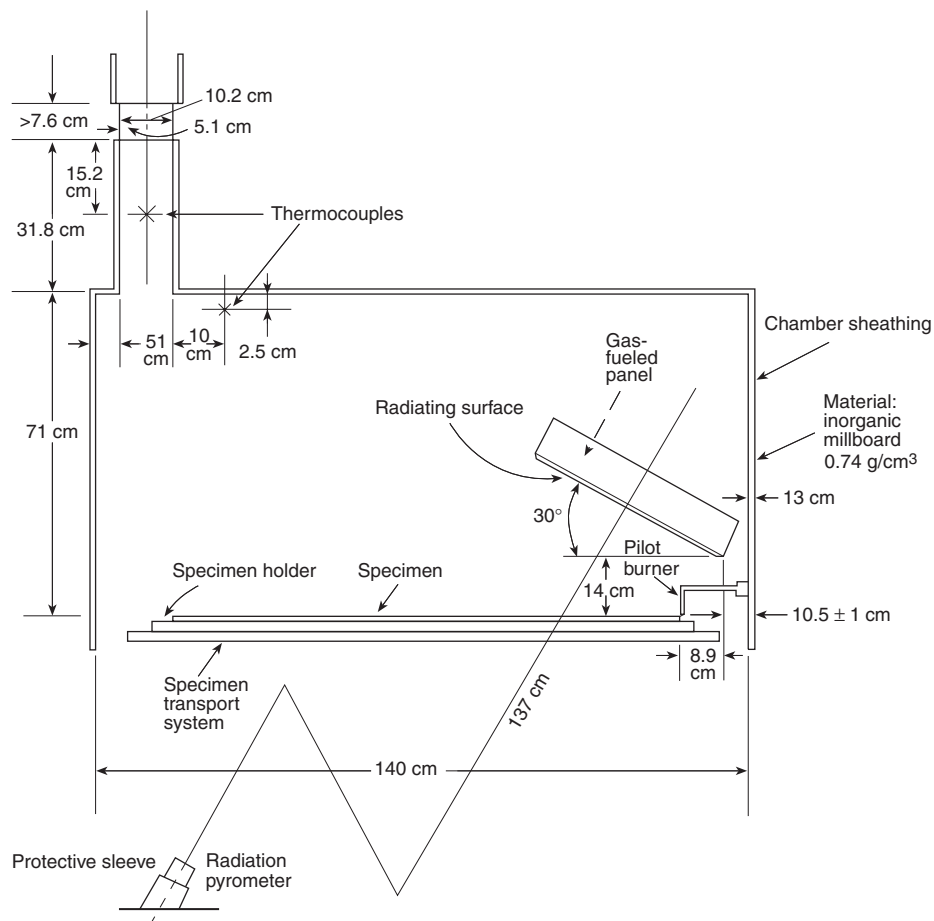 10.2 cm
>7.6 cm
5.1 cm
15.2
cm
31.8 cm
Thermocouples
51
cm
10
cm
2.5 cm
71 cm
Chamber sheathing
Gas-
fueled
panel
Radiating surface
Material:
inorganic
millboard
0.74 g/cm³
13 cm
30°
Pilot
burner
14 cm
Specimen holder
Specimen
10.5 ± 1 cm
8.9
cm
Specimen
transport
system
137 cm
140 cm
Protective sleeve
Radiation
pyrometer